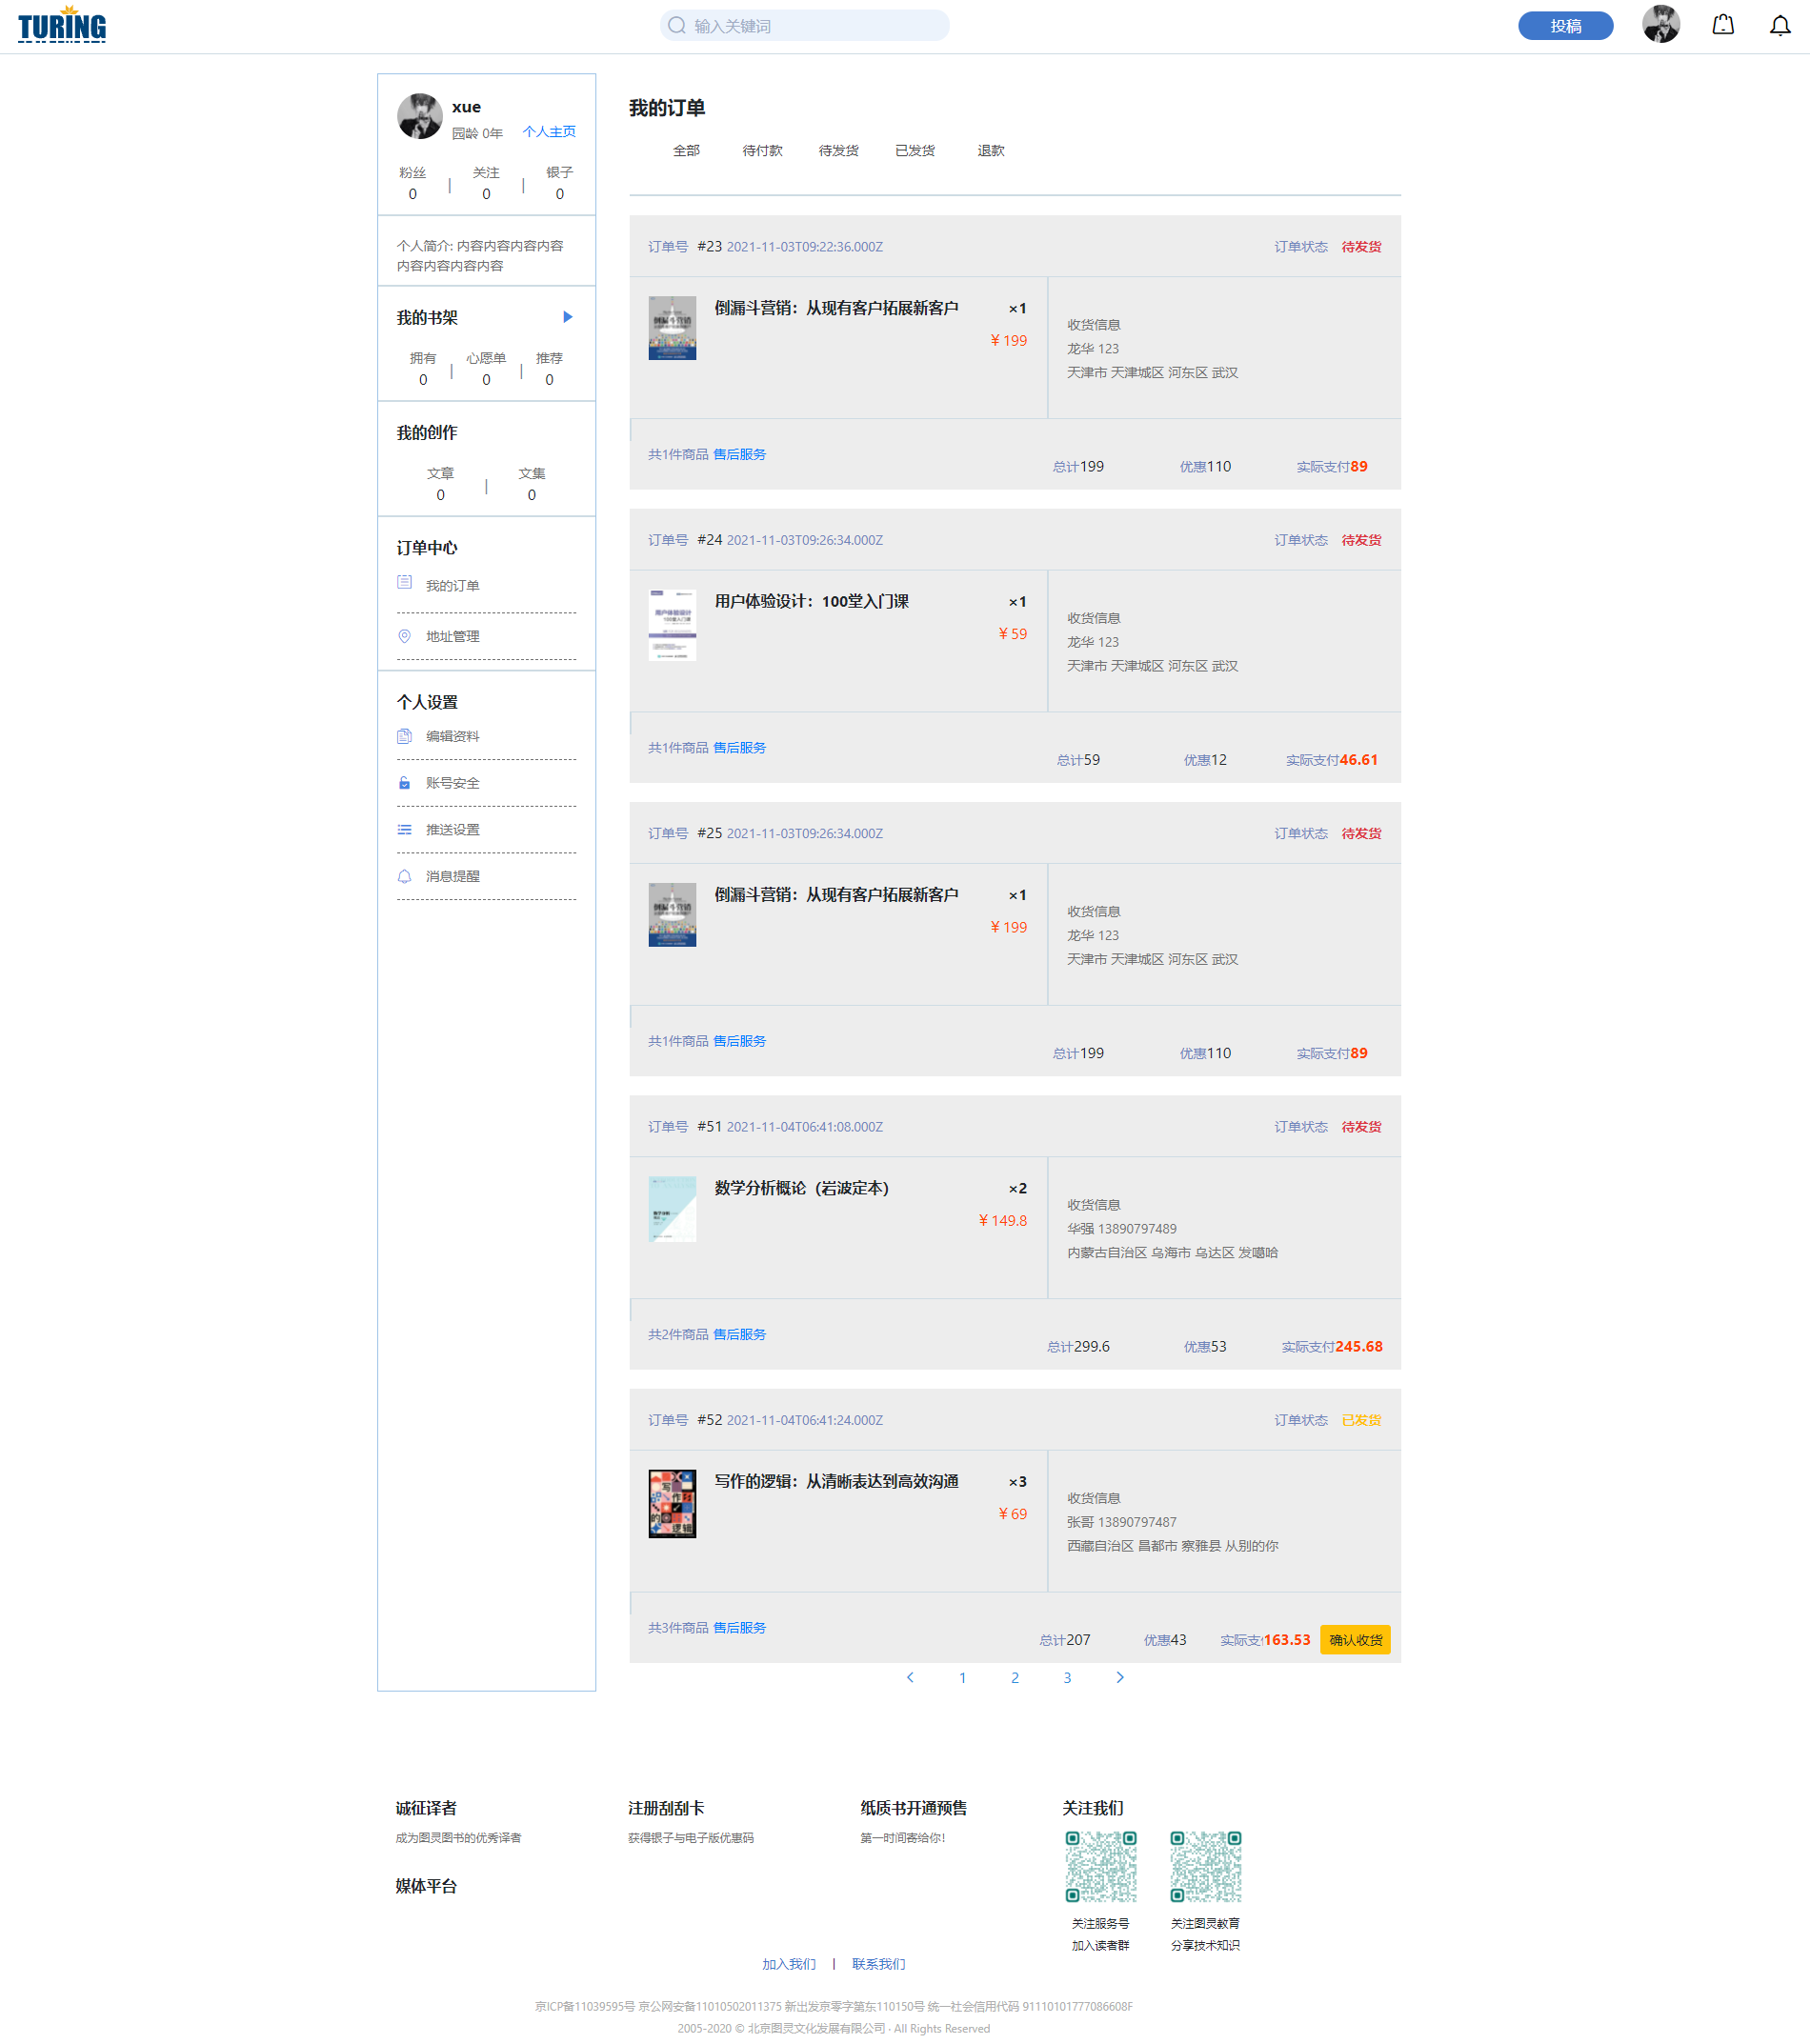 TURING
输入关键词
投稿
xue
园龄 0年 个人主页
粉丝 | 关注 | 银子
0 0 0
个人简介: 内容内容内容内容
内容内容内容内容
我的书架
拥有 | 心愿单 | 推荐
0 0 0
我的创作
文章 | 文集
0 0
订单中心
我的订单
地址管理
个人设置
编辑资料
账号安全
推送设置
消息提醒
我的订单
全部 待付款 待发货 已发货 退款
订单号 #23 2021-11-03T09:22:36.000Z 订单状态 待发货
倒漏斗营销：从现有客户拓展新客户 ×1
￥199
收货信息
龙华 123
天津市 天津城区 河东区 武汉
共1件商品 售后服务 总计199 优惠110 实际支付89
订单号 #24 2021-11-03T09:26:34.000Z 订单状态 待发货
用户体验设计：100堂入门课 ×1
￥59
收货信息
龙华 123
天津市 天津城区 河东区 武汉
共1件商品 售后服务 总计59 优惠12 实际支付46.61
订单号 #25 2021-11-03T09:26:34.000Z 订单状态 待发货
倒漏斗营销：从现有客户拓展新客户 ×1
￥199
收货信息
龙华 123
天津市 天津城区 河东区 武汉
共1件商品 售后服务 总计199 优惠110 实际支付89
订单号 #51 2021-11-04T06:41:08.000Z 订单状态 待发货
数学分析概论（岩波定本） ×2
￥149.8
收货信息
华强 13890797489
内蒙古自治区 乌海市 乌达区 发噶哈
共2件商品 售后服务 总计299.6 优惠53 实际支付245.68
订单号 #52 2021-11-04T06:41:24.000Z 订单状态 已发货
写作的逻辑：从清晰表达到高效沟通 ×3
￥69
收货信息
张哥 13890797487
西藏自治区 昌都市 察雅县 从别的你
共3件商品 售后服务 总计207 优惠43 实际支163.53 确认收货
1 2 3
诚征译者
成为图灵图书的优秀译者
注册刮刮卡
获得银子与电子版优惠码
纸质书开通预售
第一时间寄给你！
关注我们
关注服务号
加入读者群
关注图灵教育
分享技术知识
媒体平台
加入我们 | 联系我们
京ICP备11039595号 京公网安备11010502011375 新出发京零字第东110150号 统一社会信用代码 91110101777086608F
2005-2020 © 北京图灵文化发展有限公司 · All Rights Reserved